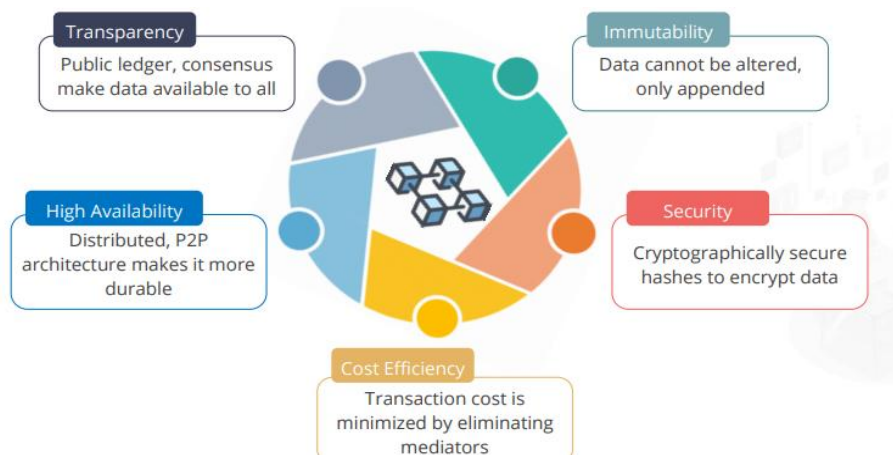 Transparency
Public ledger, consensus
make data available to all
Immutability
Data cannot be altered,
only appended
High Availability
Distributed, P2P
architecture makes it more
durable
Security
Cryptographically secure
hashes to encrypt data
Cost Efficiency
Transaction cost is
minimized by eliminating
mediators